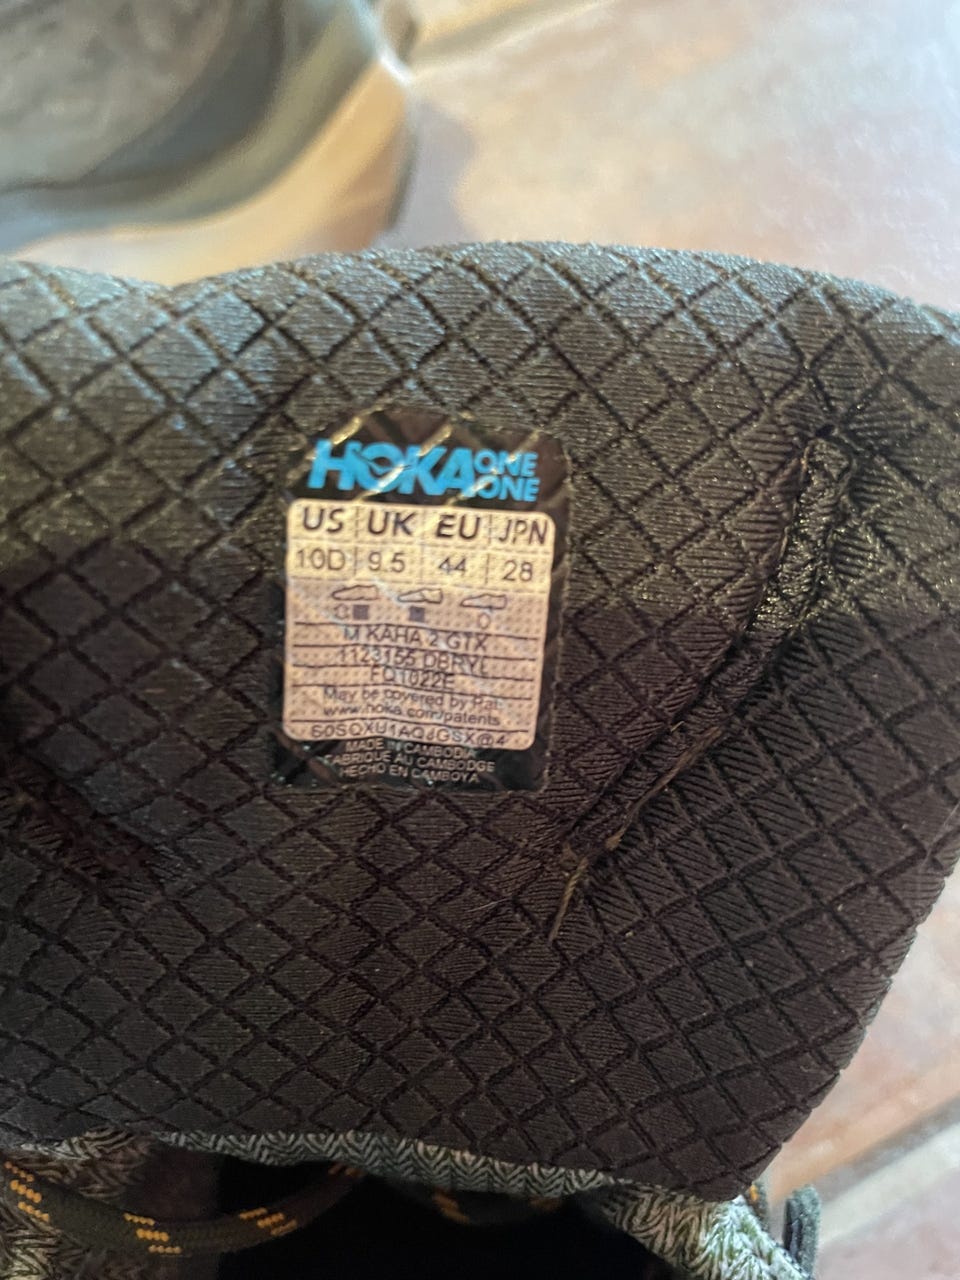 HOKA ONE ONE
US UK EU JPN
10D 9.5 44 28
M KAHA 2 GTX
1123155 DBRYL
FQ1022F
May be covered by Pat:
www.hoka.com/patents
MADE IN CAMBODIA
FABRIQUE AU CAMBODGE
HECHO EN CAMBOYA